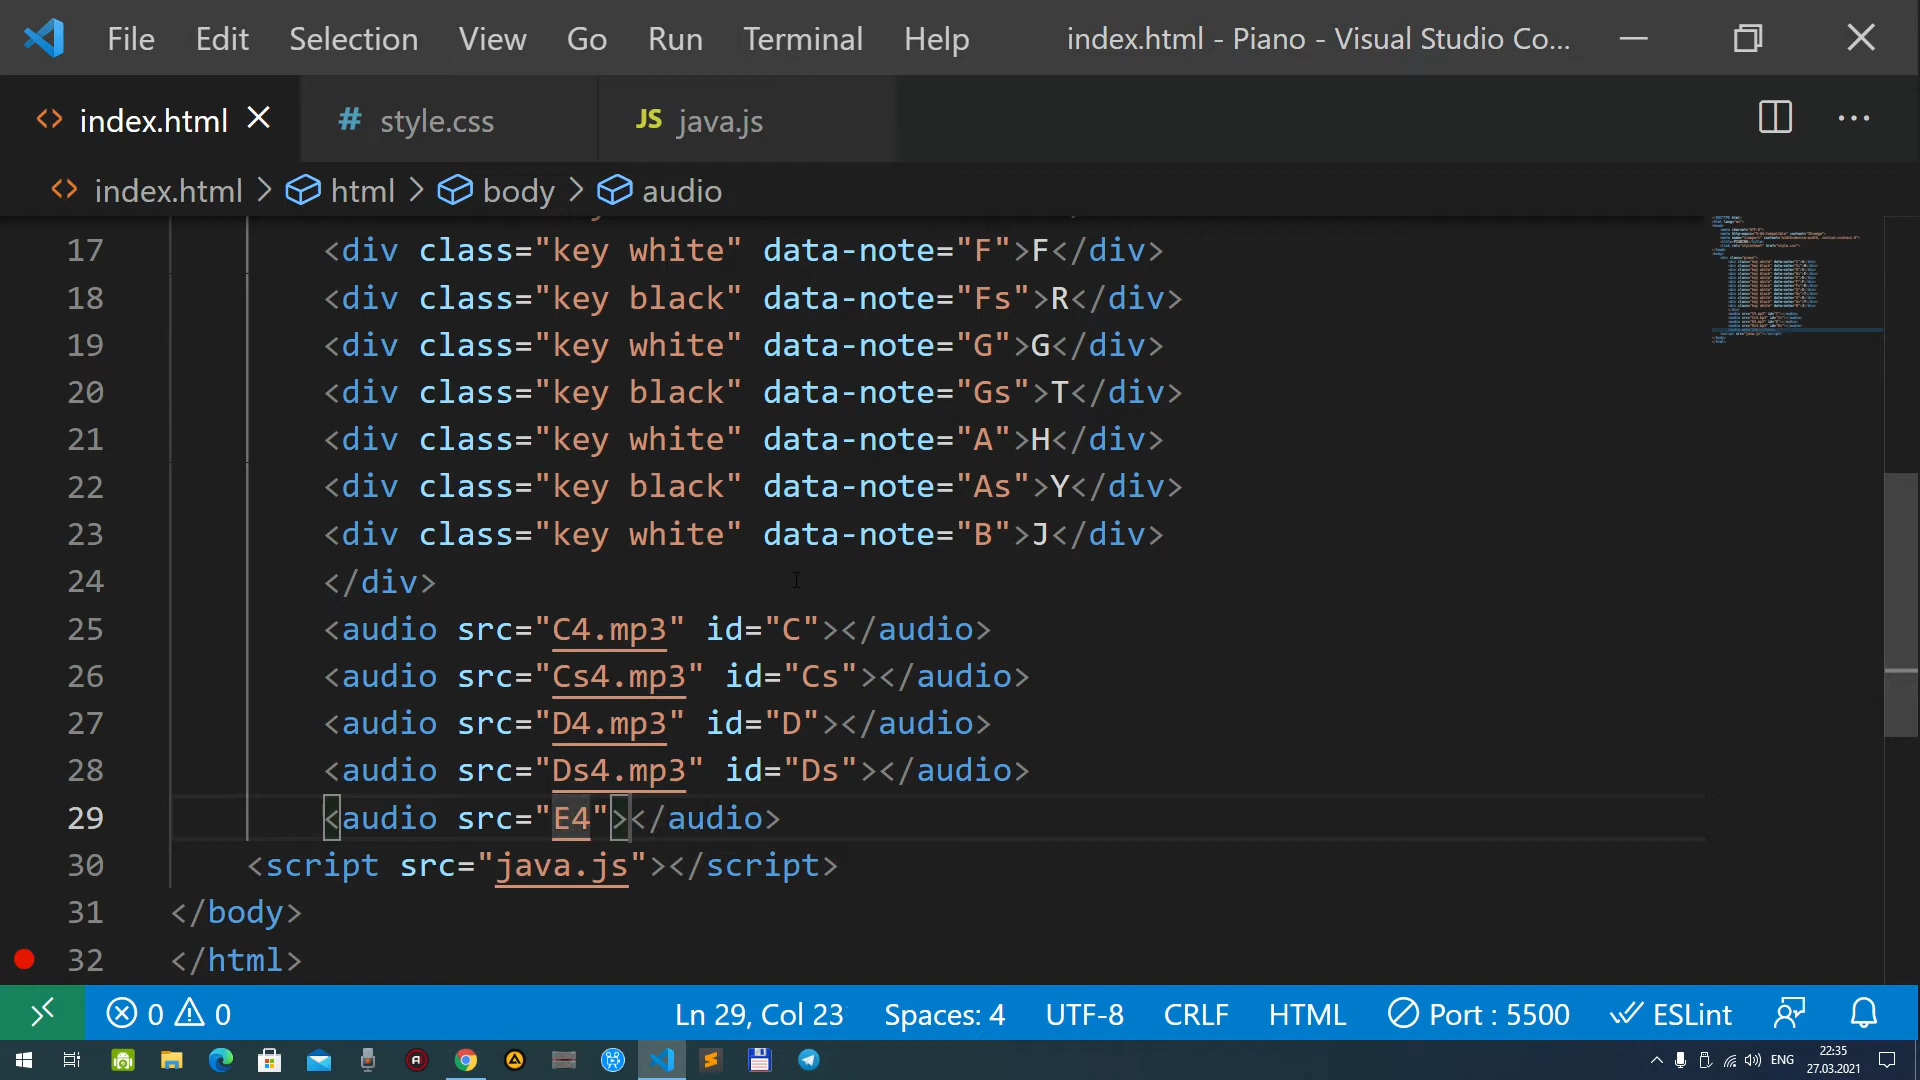 File Edit Selection View Go Run Terminal Help index.html - Piano - Visual Studio Co...
index.html style.css JS java.js
index.html > html > body > audio
17 <div class="key white" data-note="F">F</div>
18 <div class="key black" data-note="Fs">R</div>
19 <div class="key white" data-note="G">G</div>
20 <div class="key black" data-note="Gs">T</div>
21 <div class="key white" data-note="A">H</div>
22 <div class="key black" data-note="As">Y</div>
23 <div class="key white" data-note="B">J</div>
24 </div>
25 <audio src="C4.mp3" id="C"></audio>
26 <audio src="Cs4.mp3" id="Cs"></audio>
27 <audio src="D4.mp3" id="D"></audio>
28 <audio src="Ds4.mp3" id="Ds"></audio>
29 <audio src="E4"></audio>
30 <script src="java.js"></script>
31 </body>
32 </html>
0 0 Ln 29, Col 23 Spaces: 4 UTF-8 CRLF HTML Port : 5500 ESLint
ENG 22:35
27.03.2021